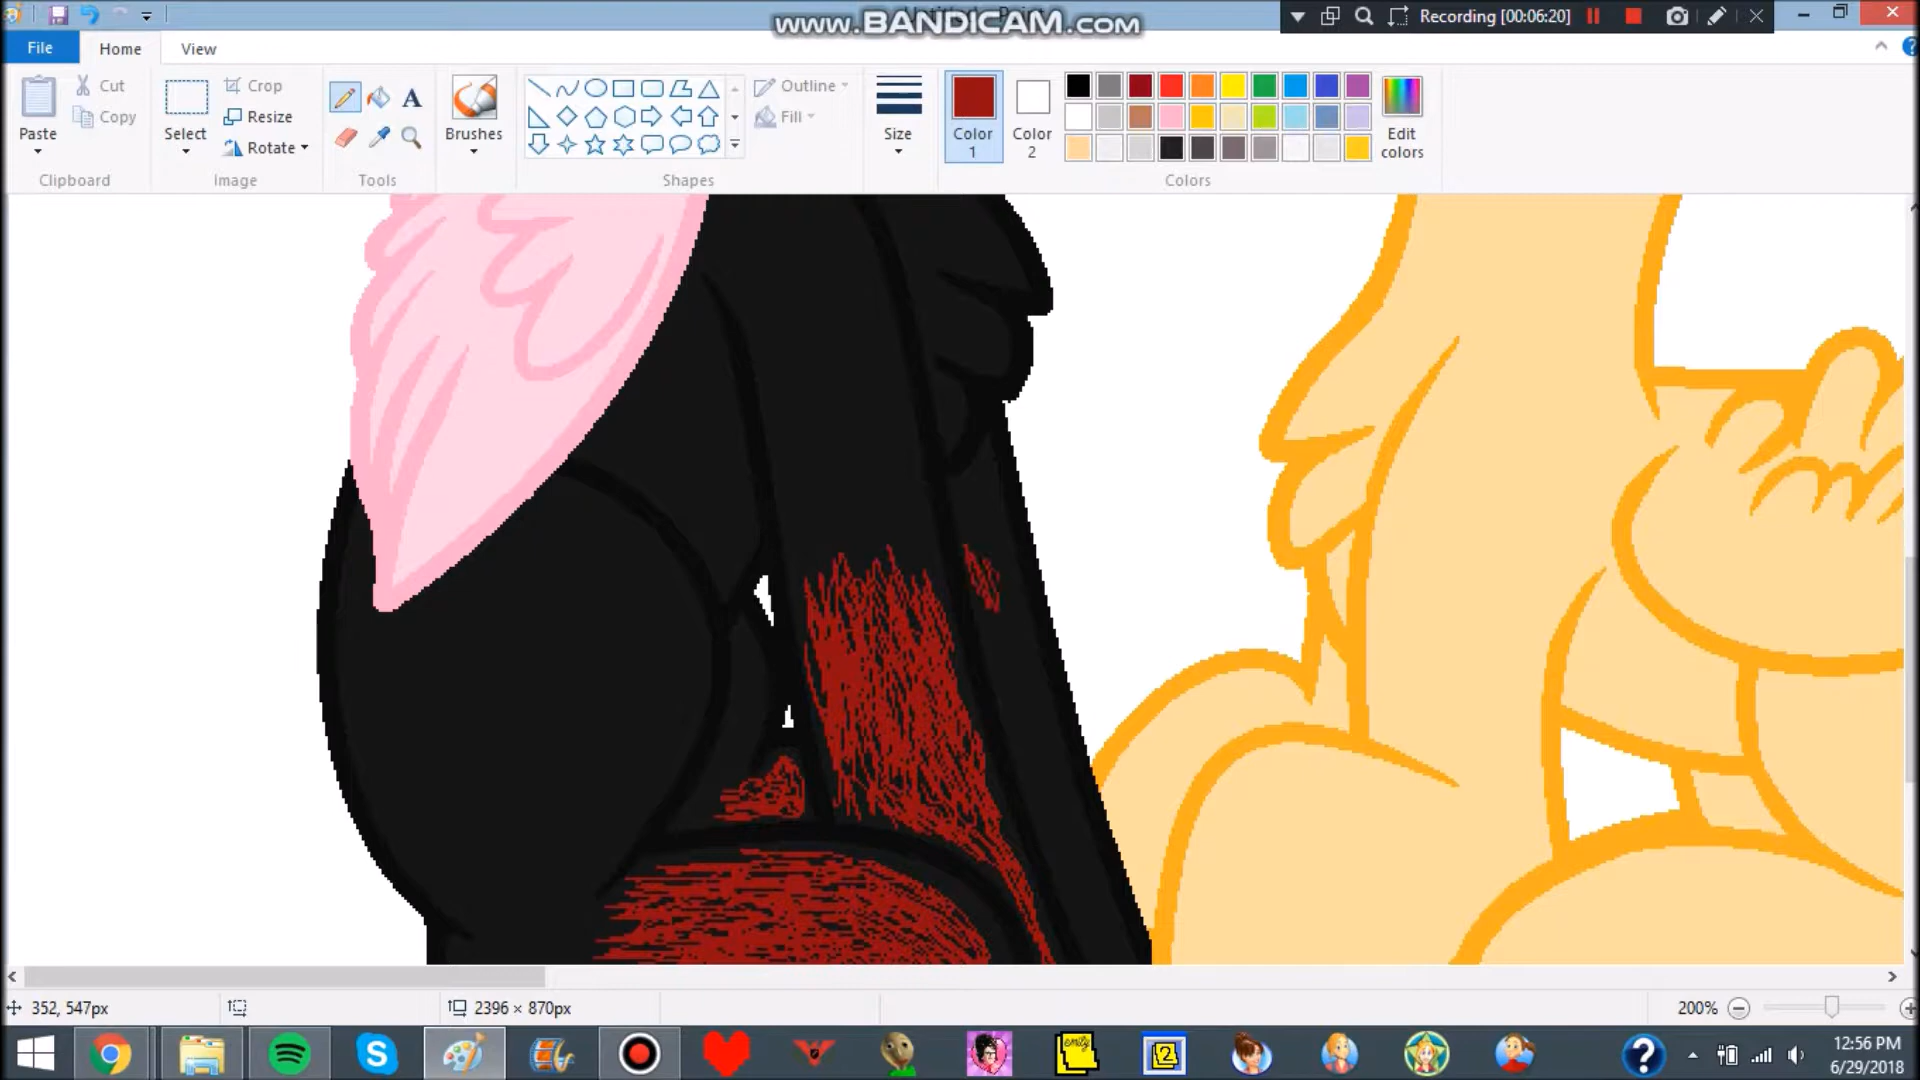 www.BANDICAM.com
Recording [00:06:20]
File
Home
View
Paste
Cut
Copy
Clipboard
Select
Crop
Resize
Rotate
Image
Tools
Brushes
Shapes
Outline
Fill
Size
Color
1
Color
2
Colors
Edit
colors
352, 547px
2396 × 870px
200%
emily
2
12:56 PM
6/29/2018